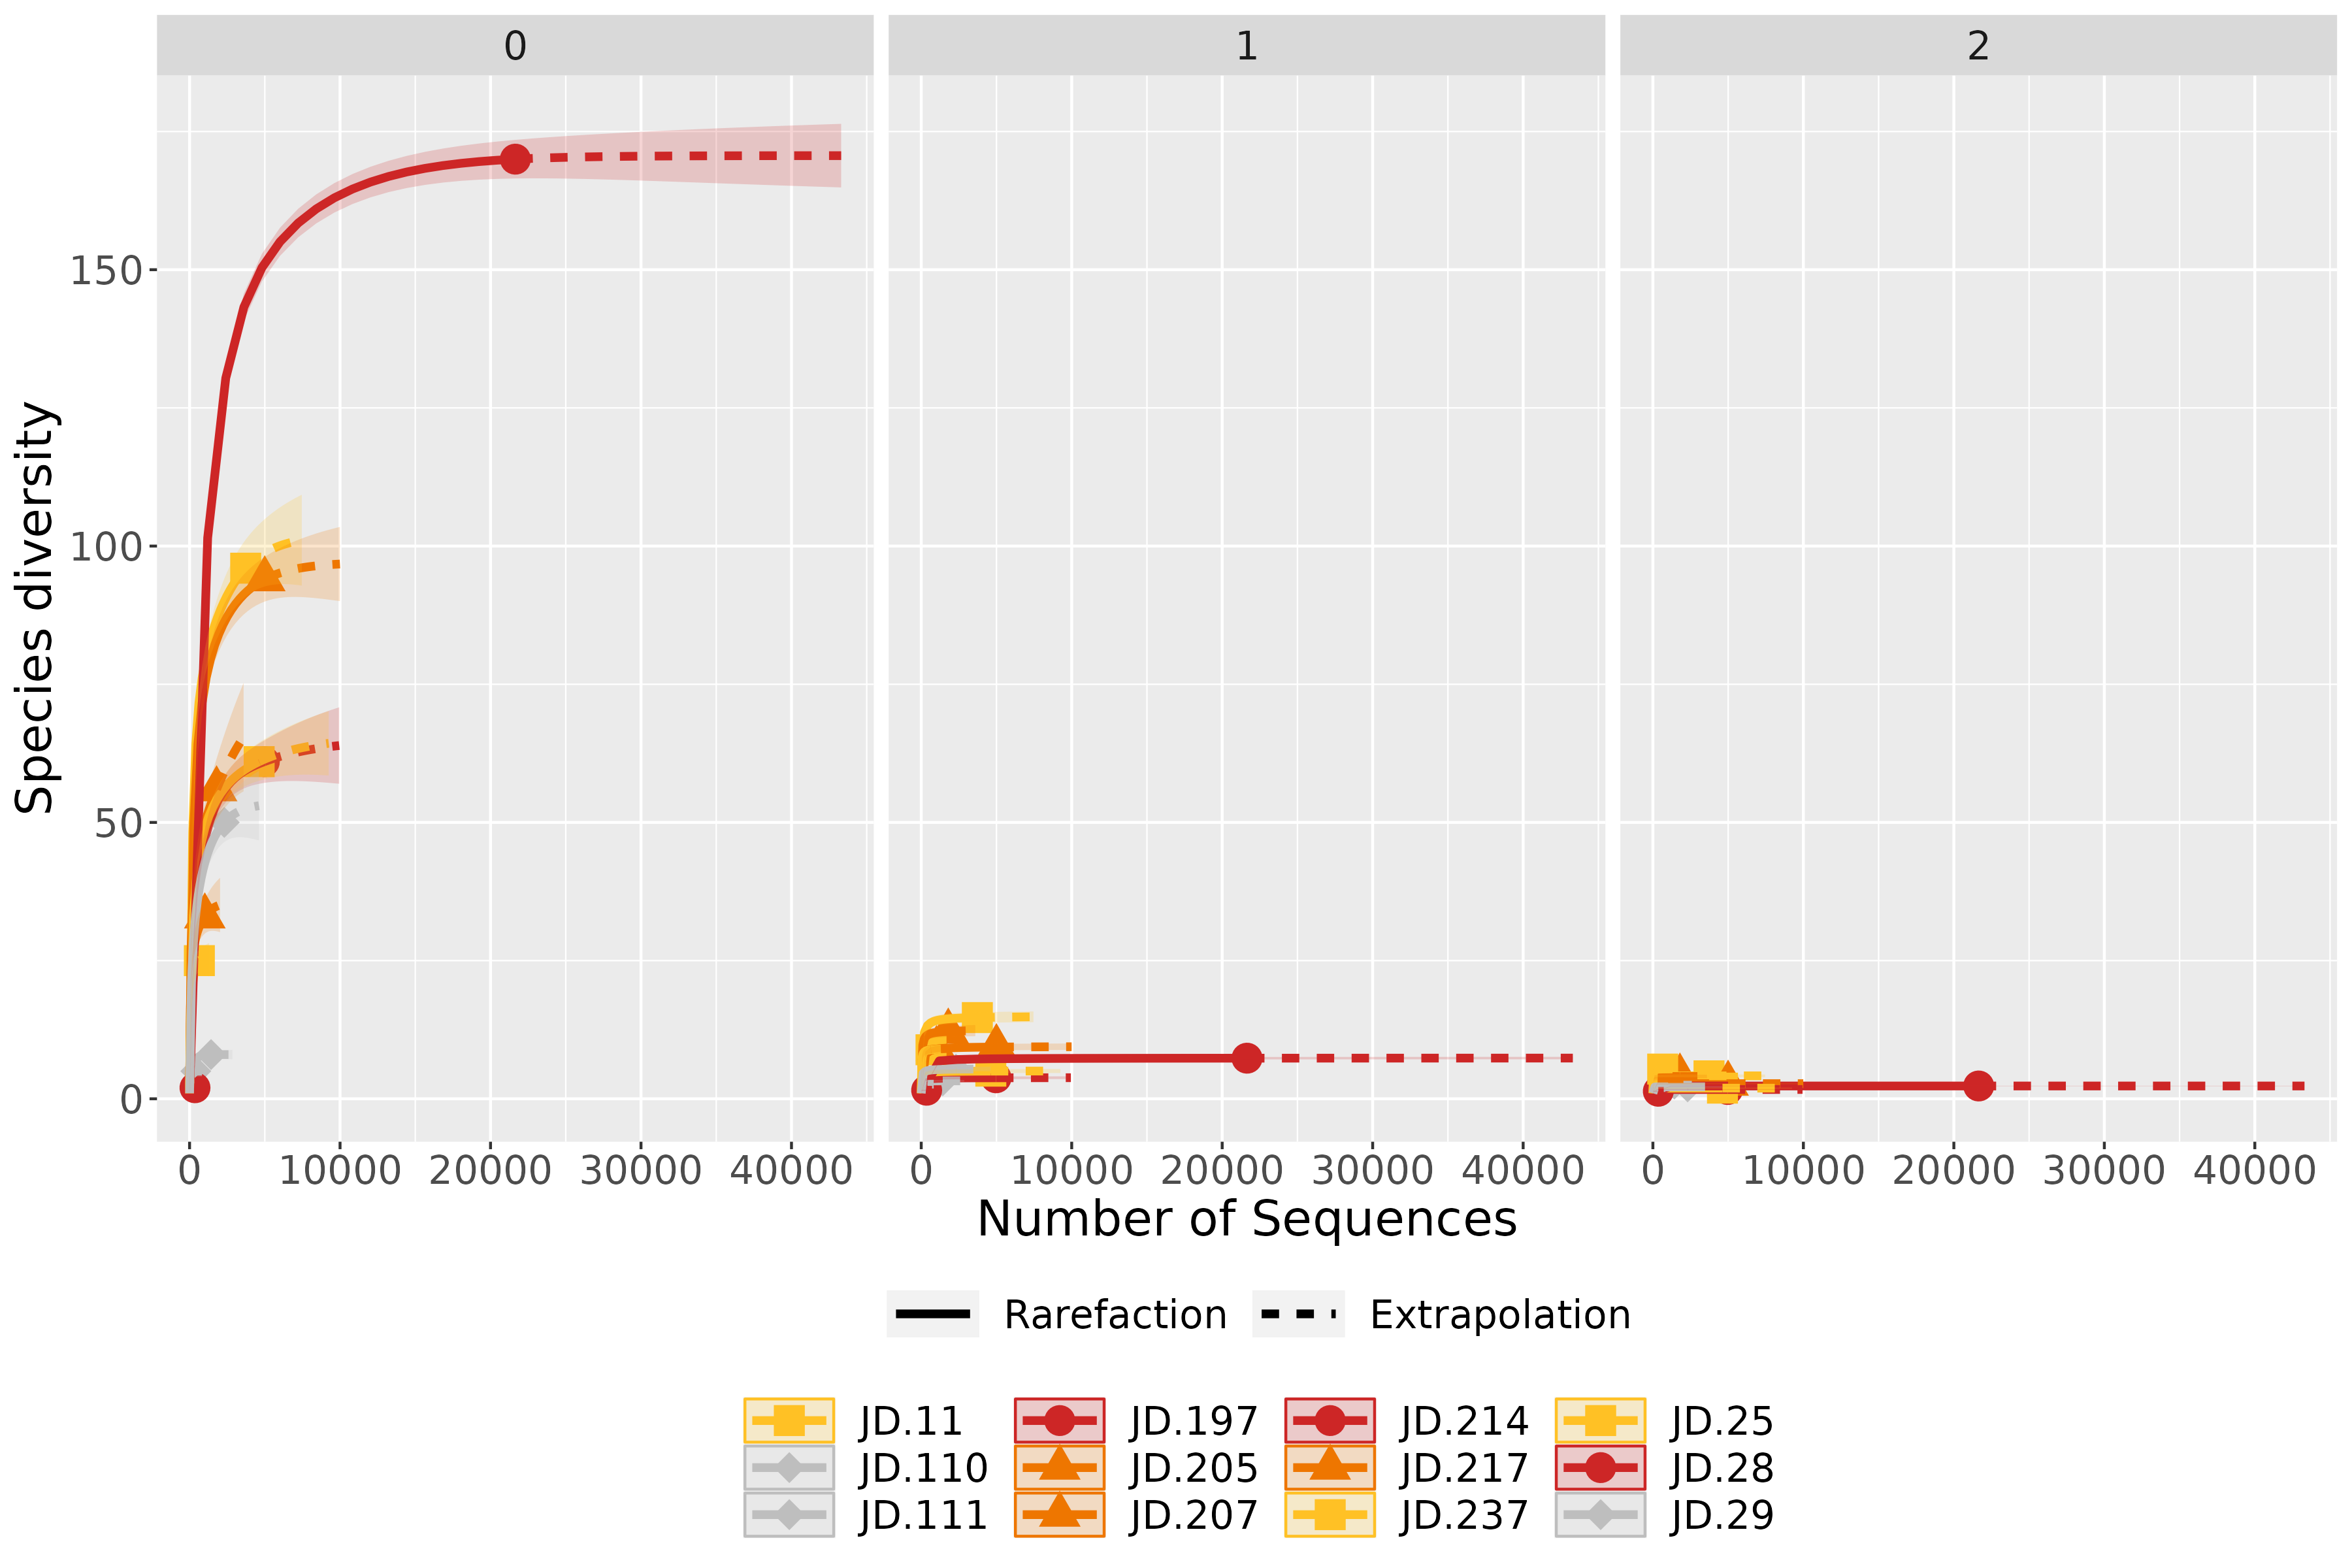 0 1 2
Species diversity
150
100
50
0
0 10000 20000 30000 40000 0 10000 20000 30000 40000 0 10000 20000 30000 40000
Number of Sequences
Rarefaction Extrapolation
JD.11 JD.197 JD.214 JD.25
JD.110 JD.205 JD.217 JD.28
JD.111 JD.207 JD.237 JD.29